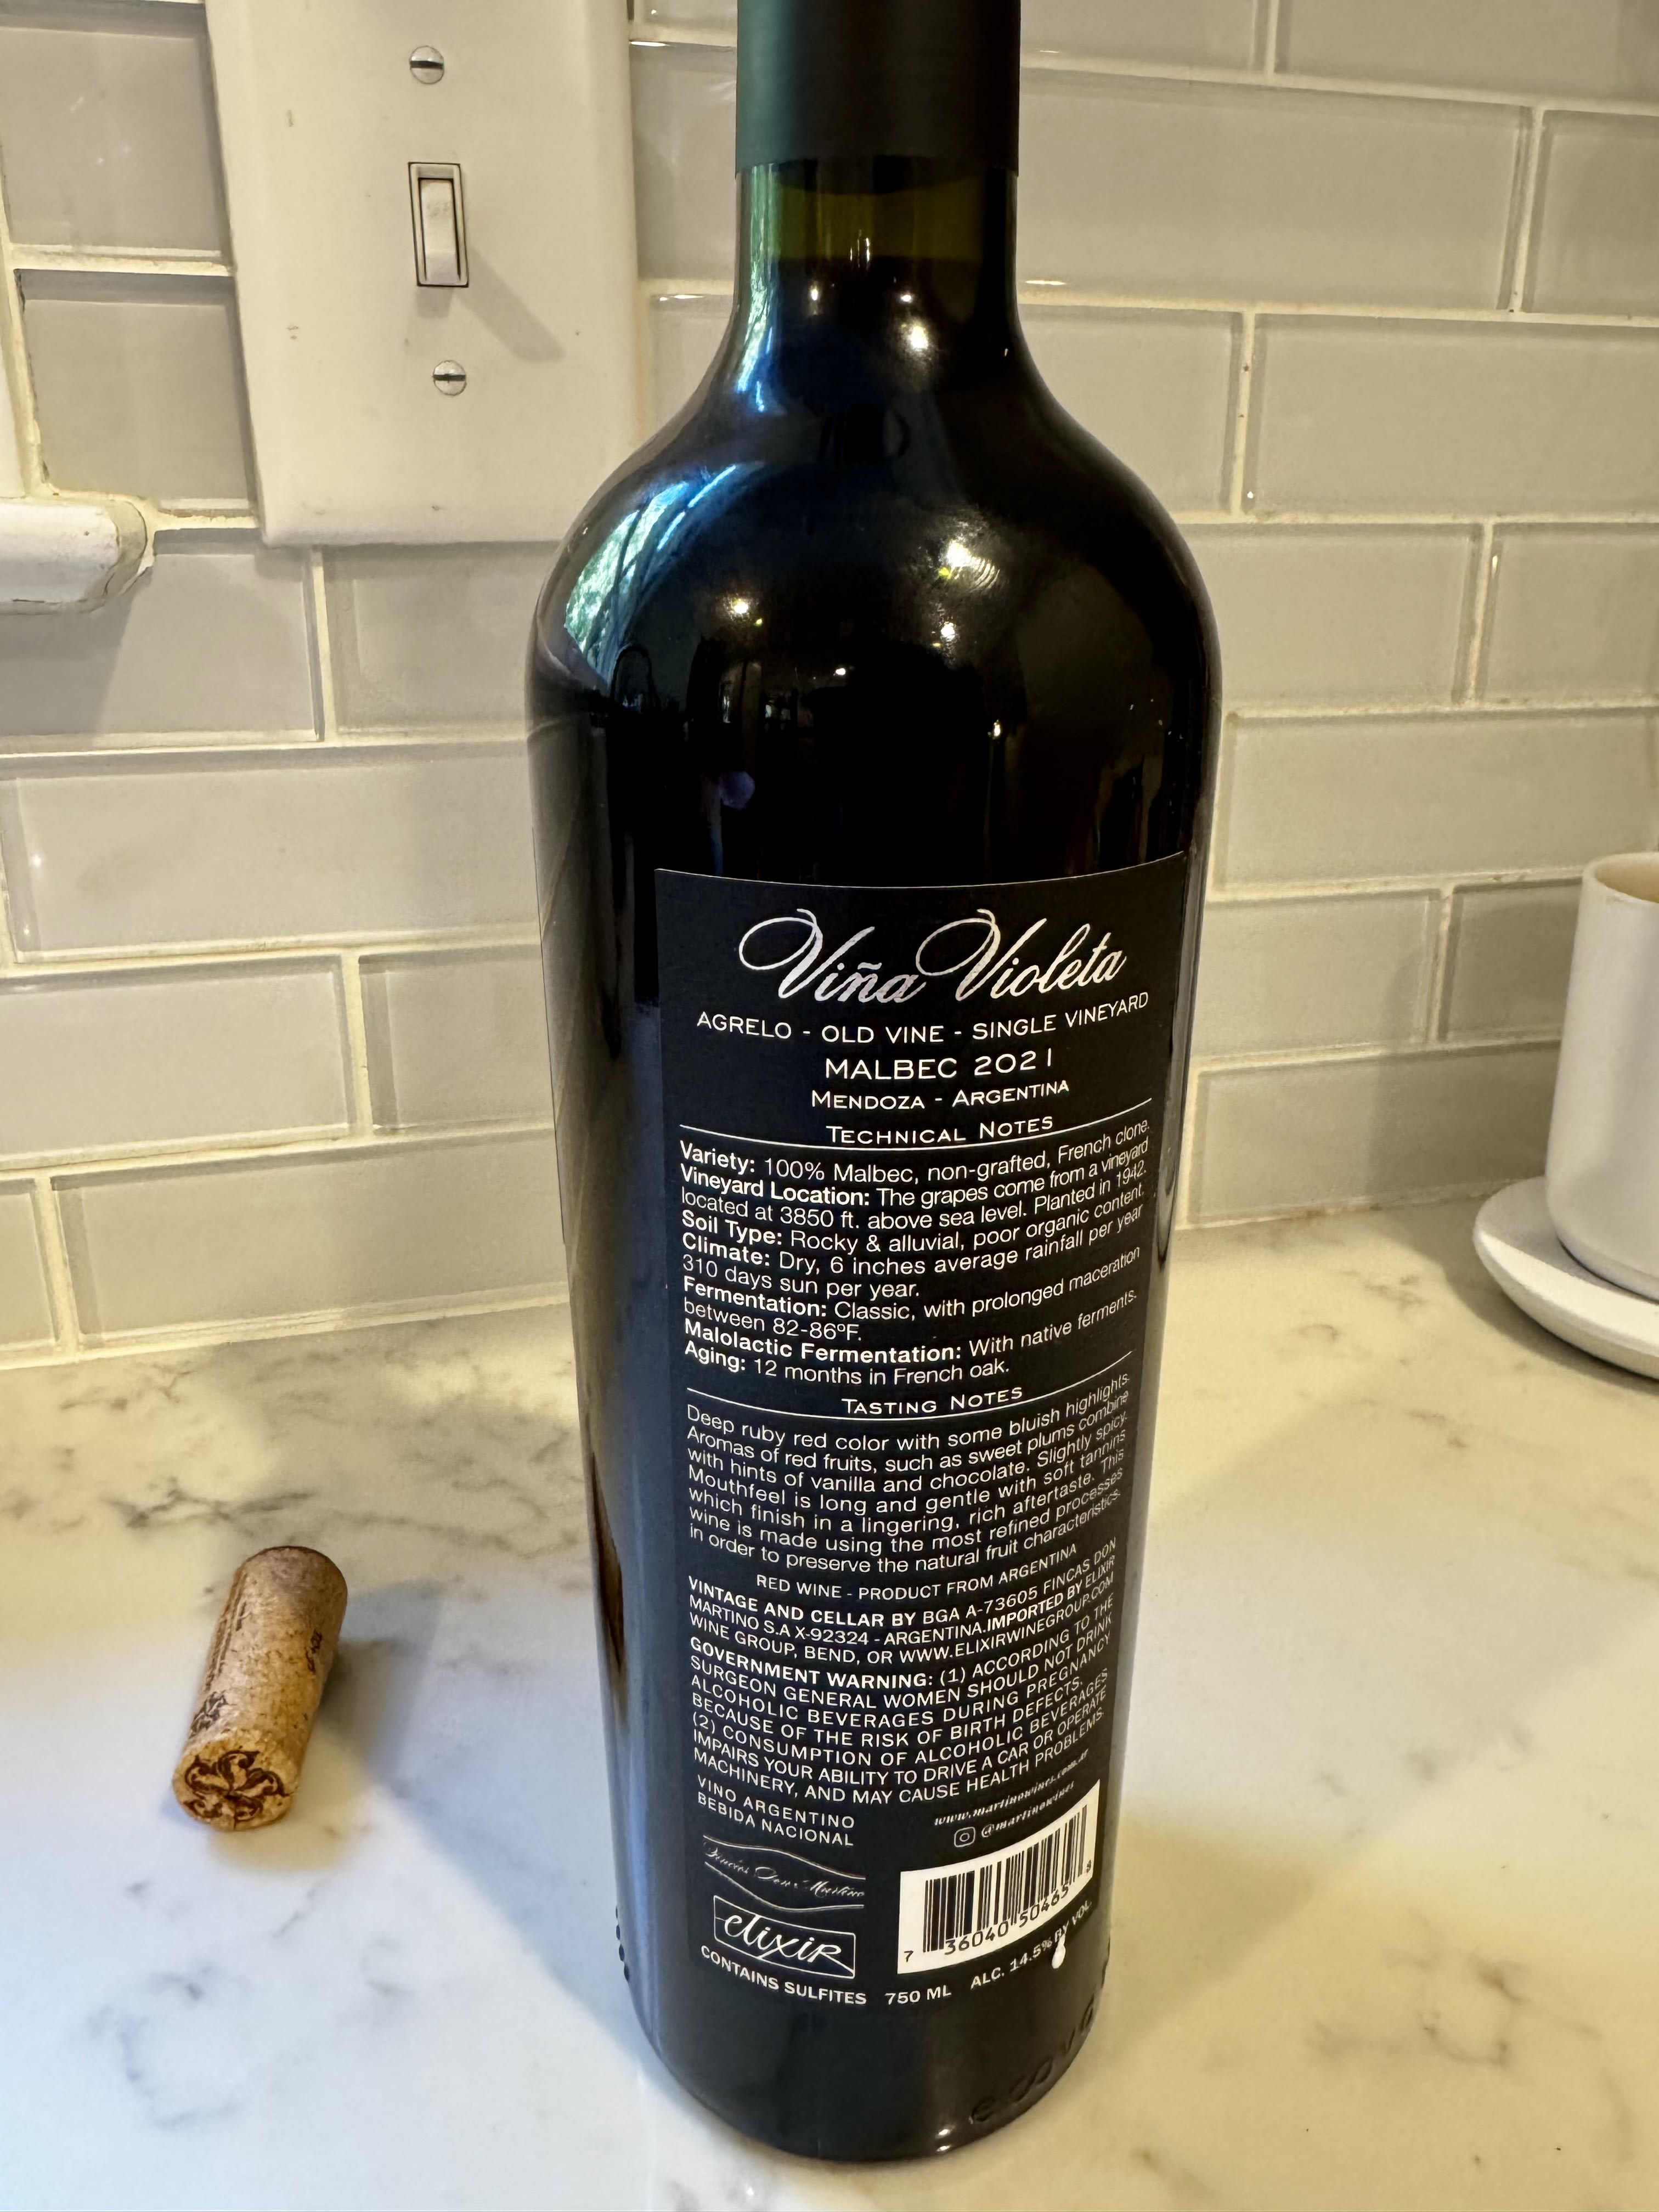 Viña Violeta
AGRELO - OLD VINE - SINGLE VINEYARD
MALBEC 2021
MENDOZA - ARGENTINA
TECHNICAL NOTES
Variety: 100% Malbec, non-grafted, French clone.
Vineyard Location: The grapes come from a vineyard
located at 3850 ft. above sea level. Planted in 1942.
Soil Type: Rocky & alluvial, poor organic content.
Climate: Dry, 6 inches average rainfall per year
310 days sun per year.
Fermentation: Classic, with prolonged maceration
between 82-86ºF.
Malolactic Fermentation: With native ferments.
Aging: 12 months in French oak.
TASTING NOTES
Deep ruby red color with some bluish highlights.
Aromas of red fruits, such as sweet plums combine
with hints of vanilla and chocolate. Slightly spicy.
Mouthfeel is long and gentle with soft tannins
which finish in a lingering, rich aftertaste. This
wine is made using the most refined processes
in order to preserve the natural fruit characteristics.
RED WINE - PRODUCT FROM ARGENTINA
VINTAGE AND CELLAR BY BGA A-73605 FINCAS DON
MARTINO S.A X-92324 - ARGENTINA.IMPORTED BY ELIXIR
WINE GROUP, BEND, OR WWW.ELIXIRWINEGROUP.COM
GOVERNMENT WARNING: (1) ACCORDING TO THE
SURGEON GENERAL WOMEN SHOULD NOT DRINK
ALCOHOLIC BEVERAGES DURING PREGNANCY
BECAUSE OF THE RISK OF BIRTH DEFECTS.
(2) CONSUMPTION OF ALCOHOLIC BEVERAGES
IMPAIRS YOUR ABILITY TO DRIVE A CAR OR OPERATE
MACHINERY, AND MAY CAUSE HEALTH PROBLEMS.
VINO ARGENTINO
BEBIDA NACIONAL
www.martinowines.com.ar
@martinowines
Fincas Don Martino
elixir
7 36040 50465 8
CONTAINS SULFITES 750 ML ALC. 14.5% BY VOL.